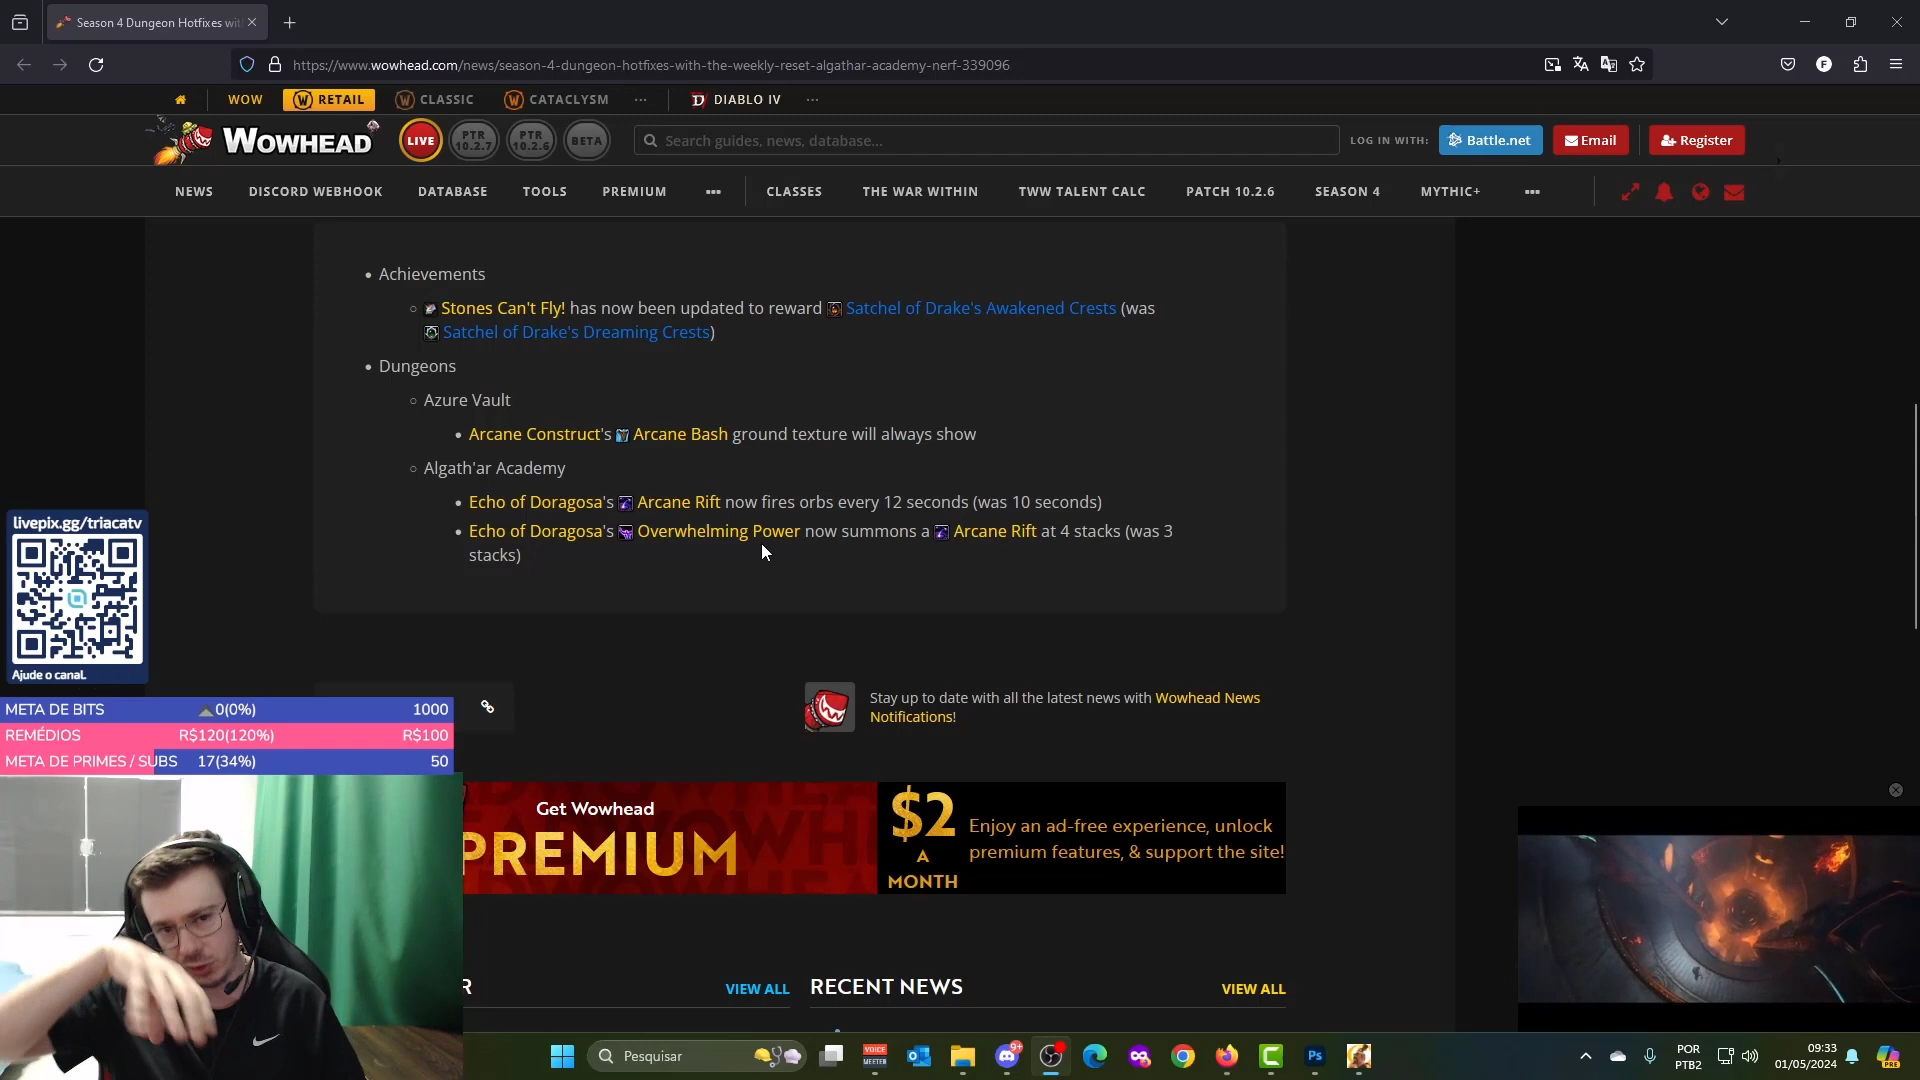 Season 4 Dungeon Hotfixes wit
https://www.wowhead.com/news/season-4-dungeon-hotfixes-with-the-weekly-reset-algathar-academy-nerf-339096
WOW RETAIL CLASSIC CATACLYSM ... DIABLO IV ...
WOWHEAD LIVE PTR 10.2.7 PTR 10.2.6 BETA Search guides, news, database... LOG IN WITH: Battle.net Email Register
NEWS DISCORD WEBHOOK DATABASE TOOLS PREMIUM ... CLASSES THE WAR WITHIN TWW TALENT CALC PATCH 10.2.6 SEASON 4 MYTHIC+ ...
• Achievements
○ Stones Can't Fly! has now been updated to reward Satchel of Drake's Awakened Crests (was
Satchel of Drake's Dreaming Crests)
• Dungeons
○ Azure Vault
• Arcane Construct's Arcane Bash ground texture will always show
○ Algath'ar Academy
• Echo of Doragosa's Arcane Rift now fires orbs every 12 seconds (was 10 seconds)
• Echo of Doragosa's Overwhelming Power now summons a Arcane Rift at 4 stacks (was 3
stacks)
livepix.gg/triacatv
Ajude o canal.
META DE BITS 0(0%) 1000
REMÉDIOS R$120(120%) R$100
META DE PRIMES / SUBS 17(34%) 50
Stay up to date with all the latest news with Wowhead News
Notifications!
Get Wowhead
PREMIUM
$2
A
MONTH
Enjoy an ad-free experience, unlock
premium features, & support the site!
R VIEW ALL RECENT NEWS VIEW ALL
Pesquisar
VOICE MEETER
9+
Ps
POR
PTB2
09:33
01/05/2024
PRE